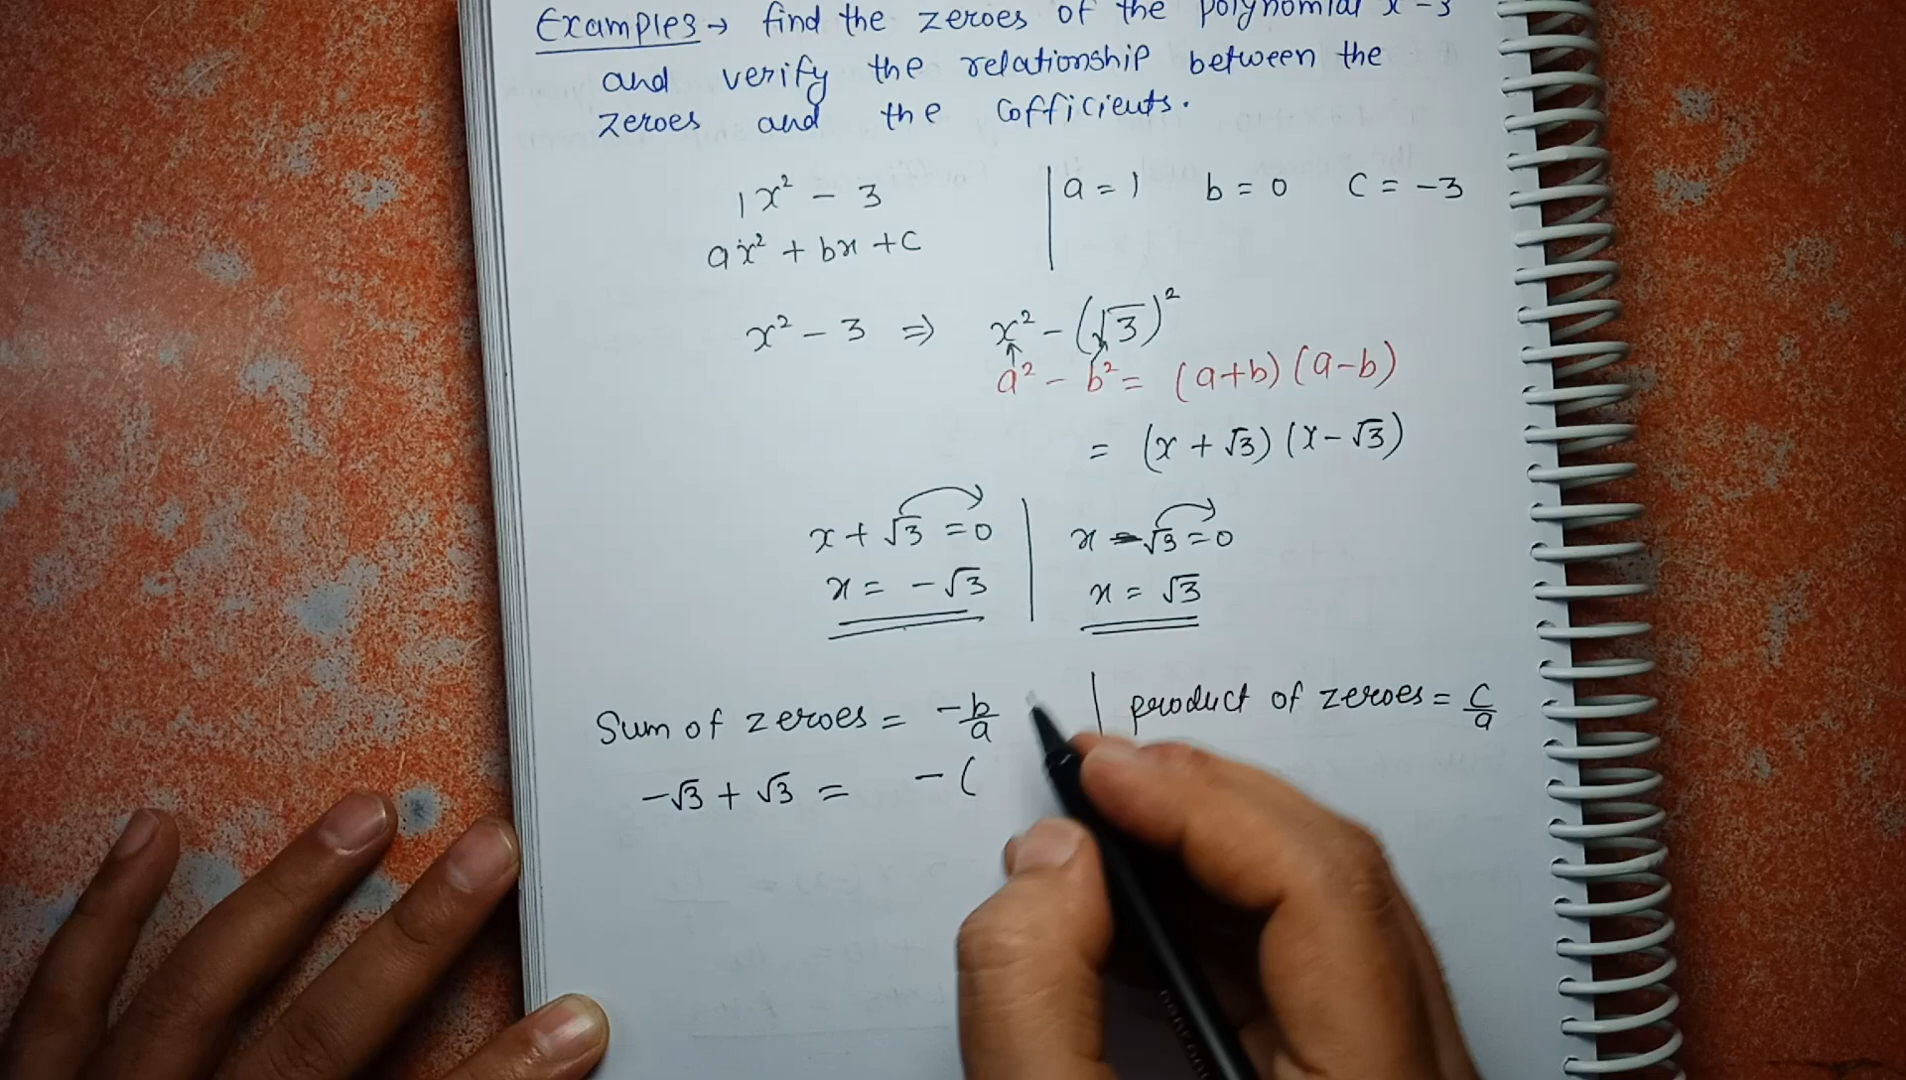 Examples → find the zeroes of the polynomial x²-3
and verify the relationship between the
zeroes and the Cofficients.
1x² - 3 | a = 1 b = 0 C = -3
ax² + bx + c
x² - 3 ⇒ x² - (√3)²
a² - b² = (a+b) (a-b)
= (x + √3) (x - √3)
x + √3 = 0 | x - √3 = 0
x = -√3 | x = √3
Sum of zeroes = -b/a | product of zeroes = c/a
-√3 + √3 = - (